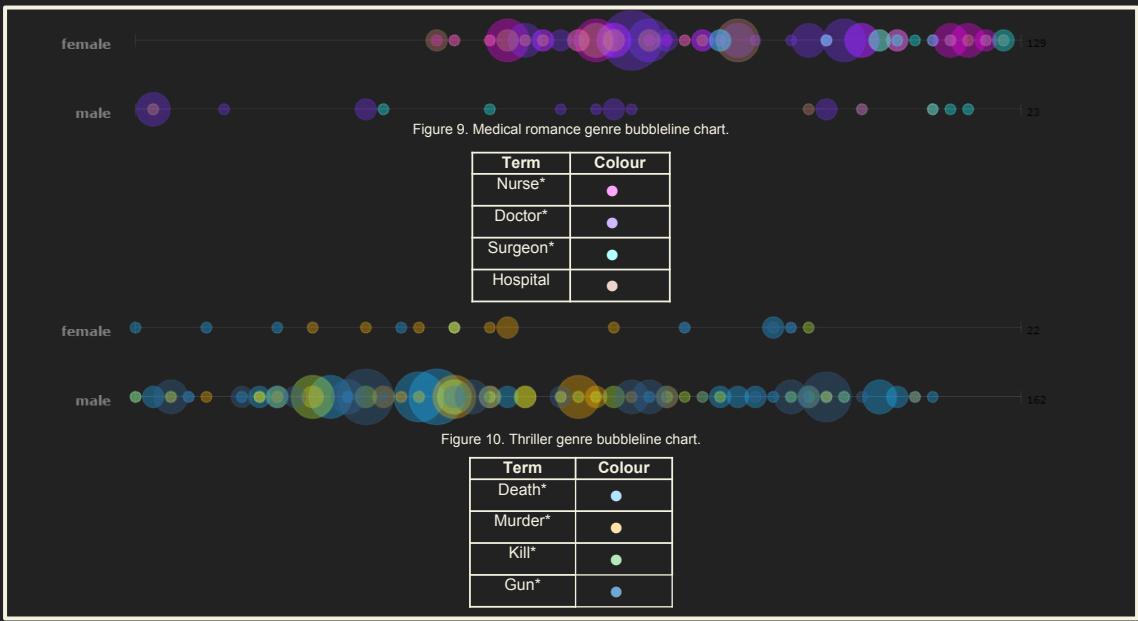 female 129
male 23
Figure 9. Medical romance genre bubbleline chart.
Term Colour
Nurse*
Doctor*
Surgeon*
Hospital
female 22
male 162
Figure 10. Thriller genre bubbleline chart.
Term Colour
Death*
Murder*
Kill*
Gun*